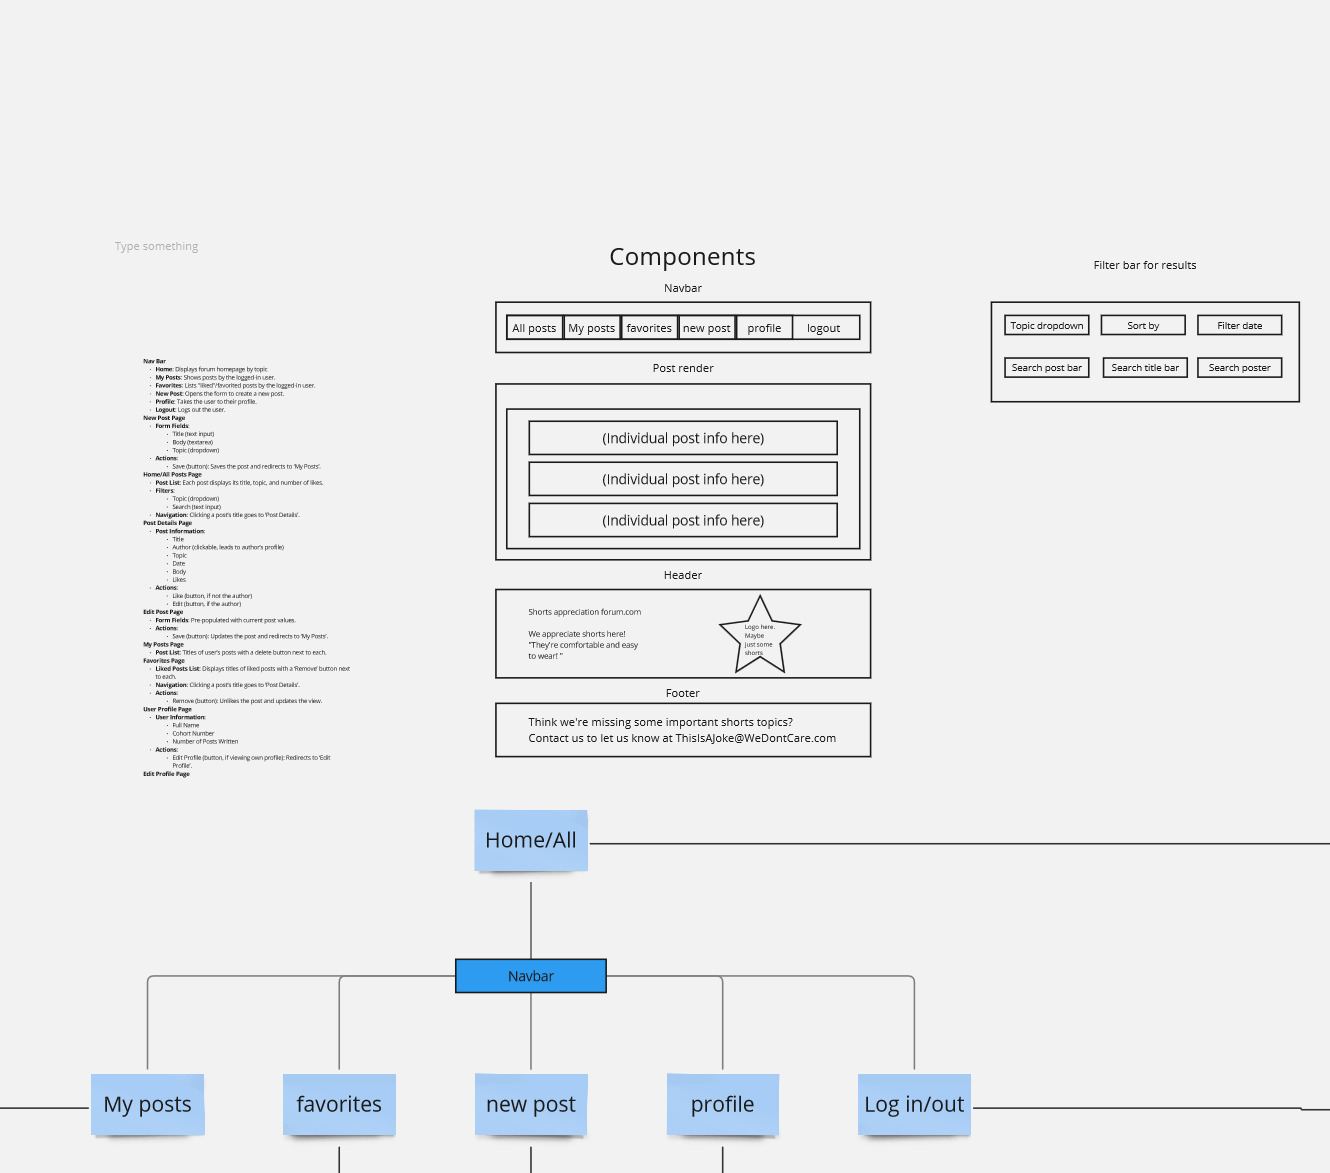 Type something
Nav Bar
Home: Displays forum homepage by topic
My Posts: Shows posts by the logged-in user.
Favorites: Lists "liked"/favorited posts by the logged-in user.
New Post: Opens the form to create a new post.
Profile: Takes the user to their profile.
Logout: Logs out the user.
New Post Page
Form Fields:
Title (text input)
Body (textarea)
Topic (dropdown)
Actions:
Save (button): Saves the post and redirects to 'My Posts'.
Home/All Posts Page
Post List: Each post displays its title, topic, and number of likes.
Filters:
Topic (dropdown)
Search (text input)
Navigation: Clicking a post's title goes to 'Post Details'.
Post Details Page
Post Information:
Title
Author (clickable, leads to author's profile)
Topic
Date
Body
Likes
Actions:
Like (button, if not the author)
Edit (button, if the author)
Edit Post Page
Form Fields: Pre-populated with current post values.
Actions:
Save (button): Updates the post and redirects to 'My Posts'.
My Posts Page
Post List: Titles of user's posts with a delete button next to each.
Favorites Page
Liked Posts List: Displays titles of liked posts with a 'Remove' button next
to each.
Navigation: Clicking a post's title goes to 'Post Details'.
Actions:
Remove (button): Unlikes the post and updates the view.
User Profile Page
User Information:
Full Name
Cohort Number
Number of Posts Written
Actions:
Edit Profile (button, if viewing own profile): Redirects to 'Edit
Profile'.
Edit Profile Page
Components
Navbar
All posts My posts favorites new post profile logout
Post render
(Individual post info here)
(Individual post info here)
(Individual post info here)
Header
Shorts appreciation forum.com
We appreciate shorts here!
"They're comfortable and easy
to wear! "
Logo here.
Maybe
just some
shorts
Footer
Think we're missing some important shorts topics?
Contact us to let us know at ThisIsAJoke@WeDontCare.com
Filter bar for results
Topic dropdown Sort by Filter date
Search post bar Search title bar Search poster
Home/All
Navbar
My posts favorites new post profile Log in/out